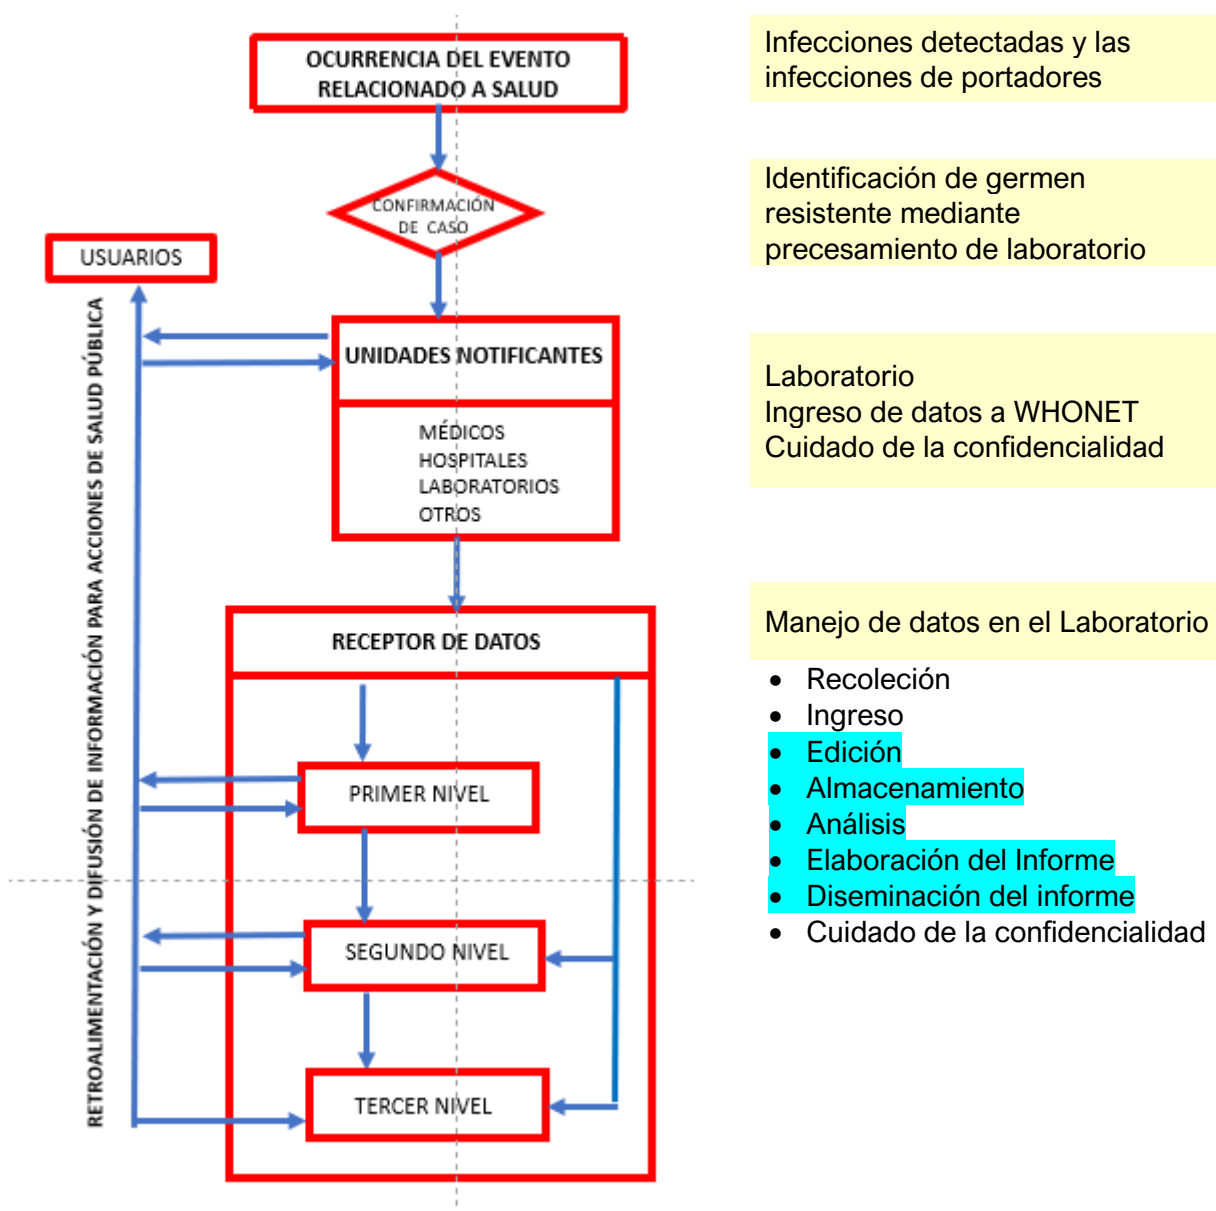 OCURRENCIA DEL EVENTO
RELACIONADO A SALUD
Infecciones detectadas y las
infecciones de portadores
CONFIRMACIÓN
DE CASO
Identificación de germen
resistente mediante
precesamiento de laboratorio
USUARIOS
RETROALIMENTACIÓN Y DIFUSIÓN DE INFORMACIÓN PARA ACCIONES DE SALUD PÚBLICA
UNIDADES NOTIFICANTES
MÉDICOS
HOSPITALES
LABORATORIOS
OTROS
Laboratorio
Ingreso de datos a WHONET
Cuidado de la confidencialidad
RECEPTOR DE DATOS
PRIMER NIVEL
SEGUNDO NIVEL
TERCER NIVEL
Manejo de datos en el Laboratorio
• Recoleción
• Ingreso
• Edición
• Almacenamiento
• Análisis
• Elaboración del Informe
• Diseminación del informe
• Cuidado de la confidencialidad